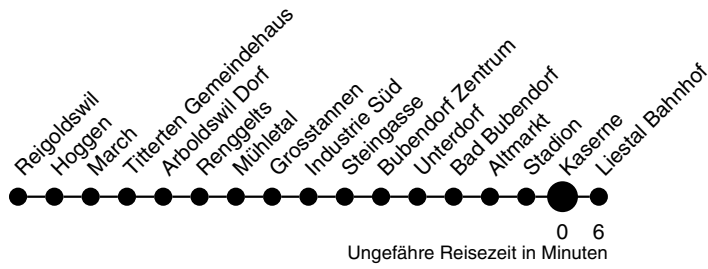 Reigoldswil
Hoggen
March
Titterten Gemeindehaus
Arboldswil Dorf
Renggelts
Mühletal
Grosstannen
Industrie Süd
Steingasse
Bubendorf Zentrum
Unterdorf
Bad Bubendorf
Altmarkt
Stadion
Kaserne
Liestal Bahnhof
0 6
Ungefähre Reisezeit in Minuten